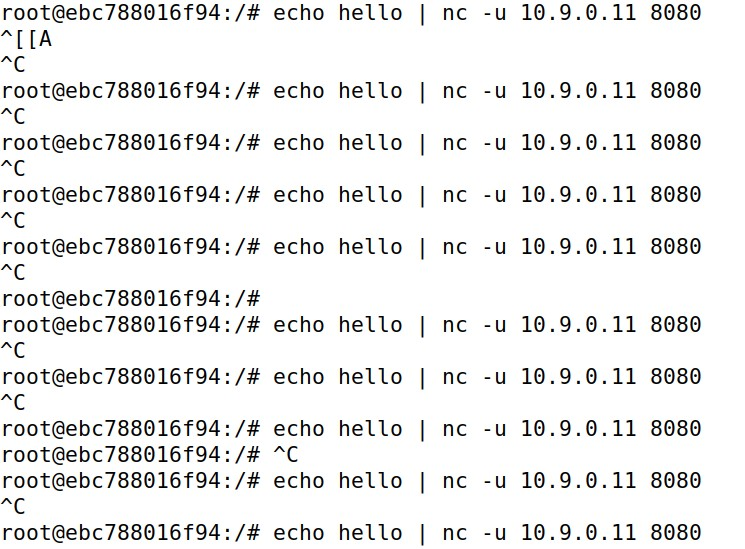 root@ebc788016f94:/# echo hello | nc -u 10.9.0.11 8080
^[[A
^C
root@ebc788016f94:/# echo hello | nc -u 10.9.0.11 8080
^C
root@ebc788016f94:/# echo hello | nc -u 10.9.0.11 8080
^C
root@ebc788016f94:/# echo hello | nc -u 10.9.0.11 8080
^C
root@ebc788016f94:/# echo hello | nc -u 10.9.0.11 8080
^C
root@ebc788016f94:/#
root@ebc788016f94:/# echo hello | nc -u 10.9.0.11 8080
^C
root@ebc788016f94:/# echo hello | nc -u 10.9.0.11 8080
^C
root@ebc788016f94:/# echo hello | nc -u 10.9.0.11 8080
root@ebc788016f94:/# ^C
root@ebc788016f94:/# echo hello | nc -u 10.9.0.11 8080
^C
root@ebc788016f94:/# echo hello | nc -u 10.9.0.11 8080